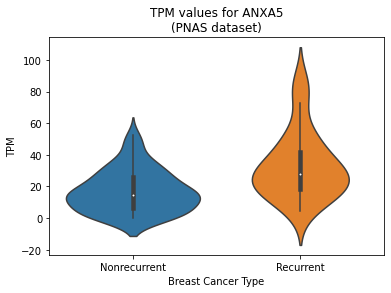 TPM values for ANXA5
(PNAS dataset)
TPM
100
80
60
40
20
0
−20
Nonrecurrent
Recurrent
Breast Cancer Type